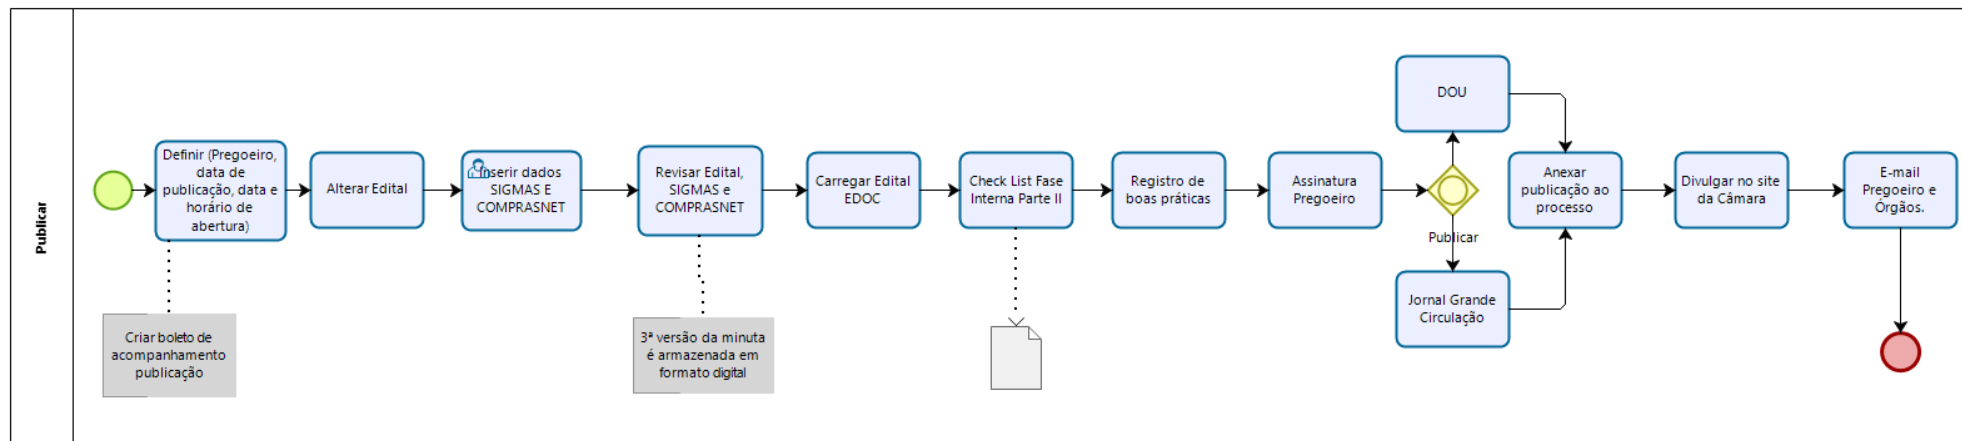 Publicar
Definir (Pregoeiro,
data de
publicação, data e
horário de
abertura)
Criar boleto de
acompanhamento
publicação
Alterar Edital
Inserir dados
SIGMAS E
COMPRASNET
Revisar Edital,
SIGMAS e
COMPRASNET
3ª versão da minuta
é armazenada em
formato digital
Carregar Edital
EDOC
Check List Fase
Interna Parte II
Registro de
boas práticas
Assinatura
Pregoeiro
Publicar
DOU
Jornal Grande
Circulação
Anexar
publicação ao
processo
Divulgar no site
da Câmara
E-mail
Pregoeiro e
Órgãos.